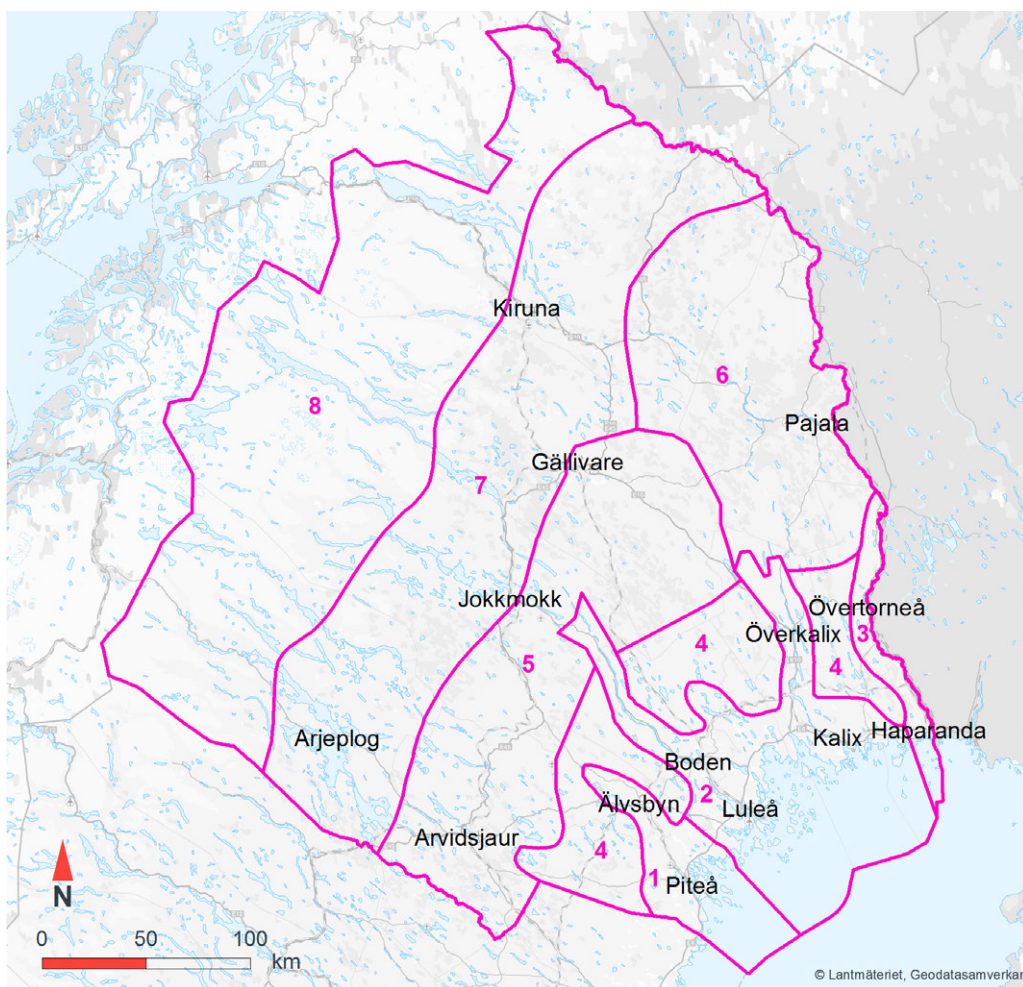 Kiruna
6
8
Pajala
Gällivare
7
Jokkmokk
Övertorneå
Överkalix
3
4
5
4
Arjeplog
Kalix
Haparanda
Boden
2
Älvsbyn
Luleå
Arvidsjaur
4
1
Piteå
N
0 50 100
km
© Lantmäteriet, Geodatasamverkan